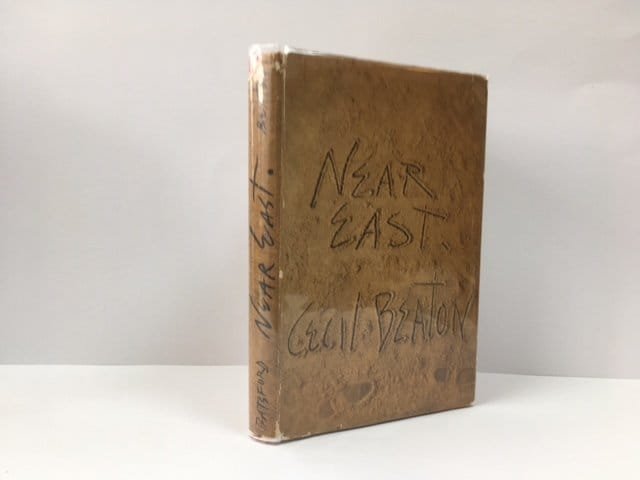 NEAR
EAST.
CECIL BEATON
NEAR EAST.
BATSFORD